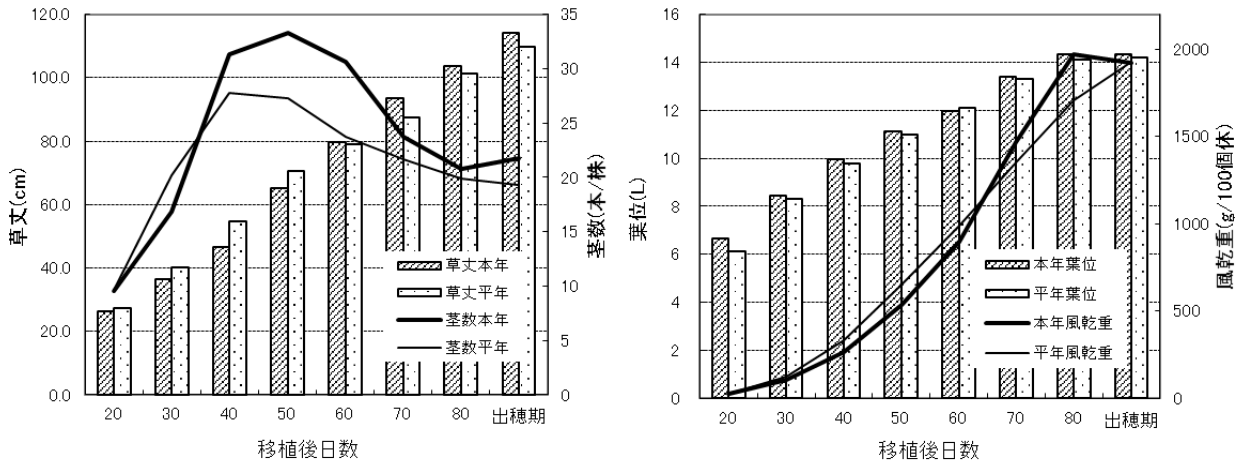 140.0
120.0
100.0
80.0
60.0
40.0
20.0
0.0
草丈(cm)
35
30
25
20
15
10
5
0
茎数(本/株)
草丈本年
草丈平年
茎数本年
茎数平年
20 30 40 50 60 70 80 出穂期
移植後日数
16
14
12
10
8
6
4
2
0
葉位(L)
2000
1500
1000
500
0
風乾重(g/100個体)
本年葉位
平年葉位
本年風乾重
平年風乾重
20 30 40 50 60 70 80 出穂期
移植後日数